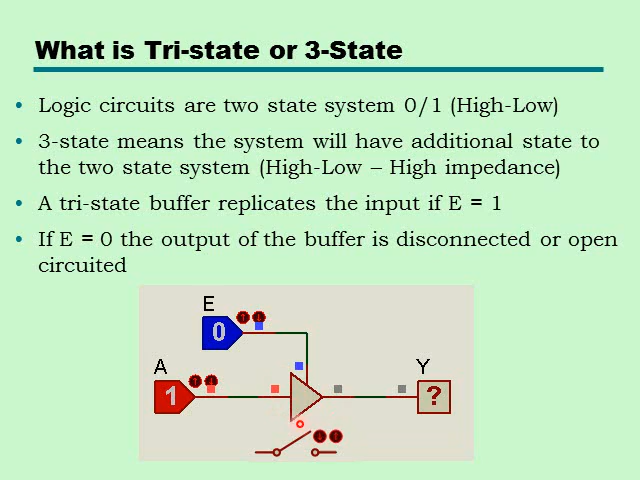 What is Tri-state or 3-State
• Logic circuits are two state system 0/1 (High-Low)
• 3-state means the system will have additional state to
the two state system (High-Low – High impedance)
• A tri-state buffer replicates the input if E = 1
• If E = 0 the output of the buffer is disconnected or open
circuited
E
0
A
Y
1
?